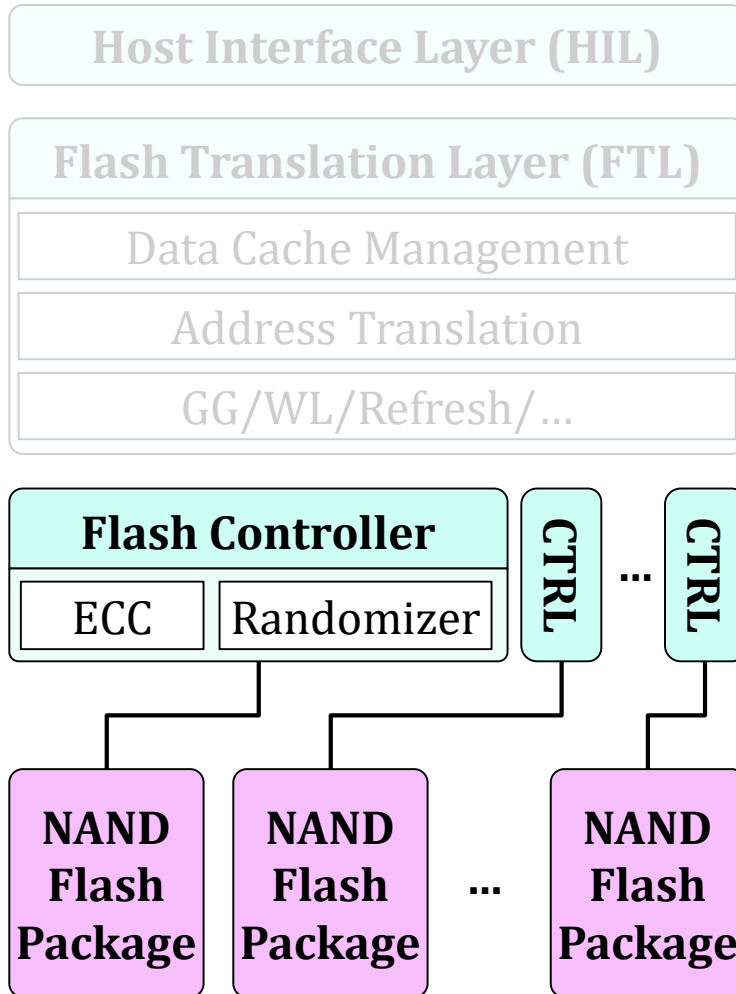 Host Interface Layer (HIL)
Flash Translation Layer (FTL)
Data Cache Management
Address Translation
GG/WL/Refresh/...
Flash Controller
ECC
Randomizer
CTRL
...
CTRL
NAND
Flash
Package
NAND
Flash
Package
...
NAND
Flash
Package